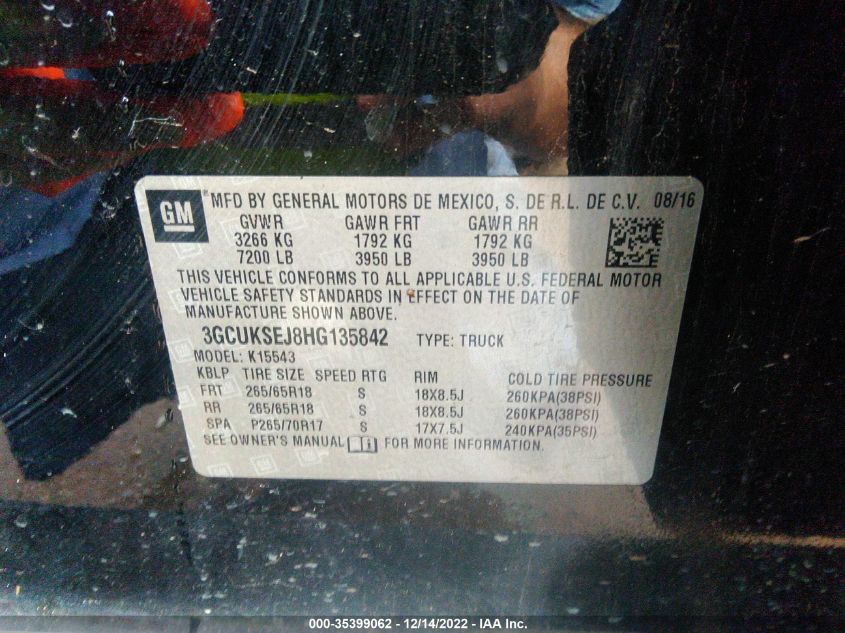 GM
MFD BY GENERAL MOTORS DE MEXICO, S. DE R.L. DE C.V. 08/16
GVWR GAWR FRT GAWR RR
3266 KG 1792 KG 1792 KG
7200 LB 3950 LB 3950 LB
THIS VEHICLE CONFORMS TO ALL APPLICABLE U.S. FEDERAL MOTOR
VEHICLE SAFETY STANDARDS IN EFFECT ON THE DATE OF
MANUFACTURE SHOWN ABOVE.
3GCUKSEJ8HG135842 TYPE: TRUCK
MODEL: K15543
KBLP TIRE SIZE SPEED RTG RIM COLD TIRE PRESSURE
FRT 265/65R18 S 18X8.5J 260KPA(38PSI)
RR 265/65R18 S 18X8.5J 260KPA(38PSI)
SPA P265/70R17 S 17X7.5J 240KPA(35PSI)
SEE OWNER'S MANUAL FOR MORE INFORMATION.
000-35399062 - 12/14/2022 - IAA Inc.